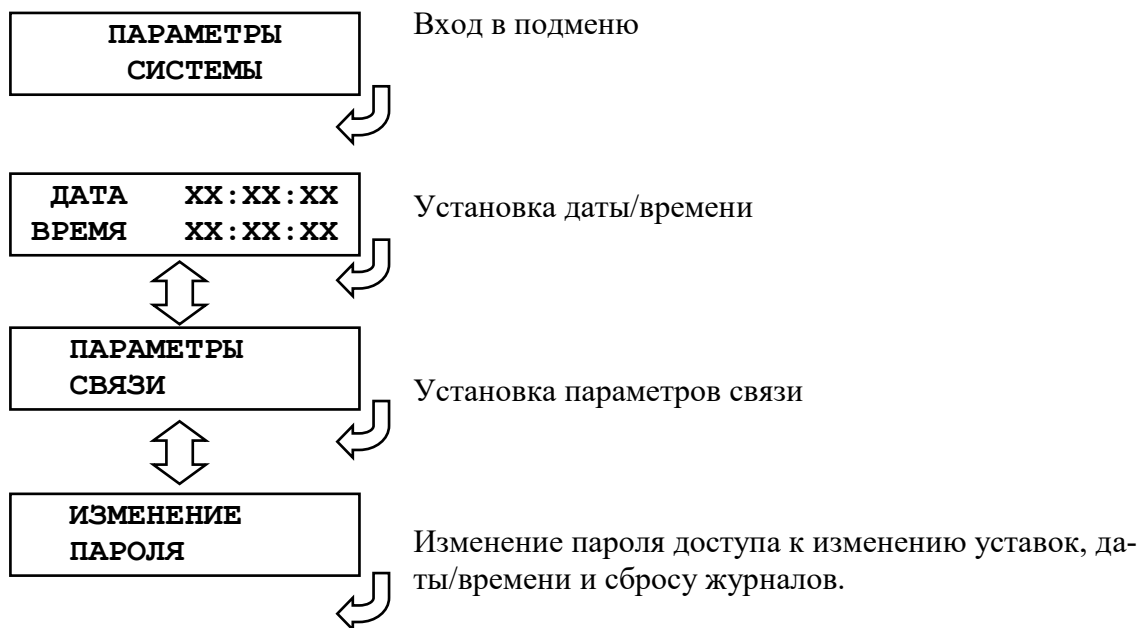 ПАРАМЕТРЫ
СИСТЕМЫ
Вход в подменю
ДАТА XX:XX:XX
ВРЕМЯ XX:XX:XX
Установка даты/времени
ПАРАМЕТРЫ
СВЯЗИ
Установка параметров связи
ИЗМЕНЕНИЕ
ПАРОЛЯ
Изменение пароля доступа к изменению уставок, да-
ты/времени и сбросу журналов.